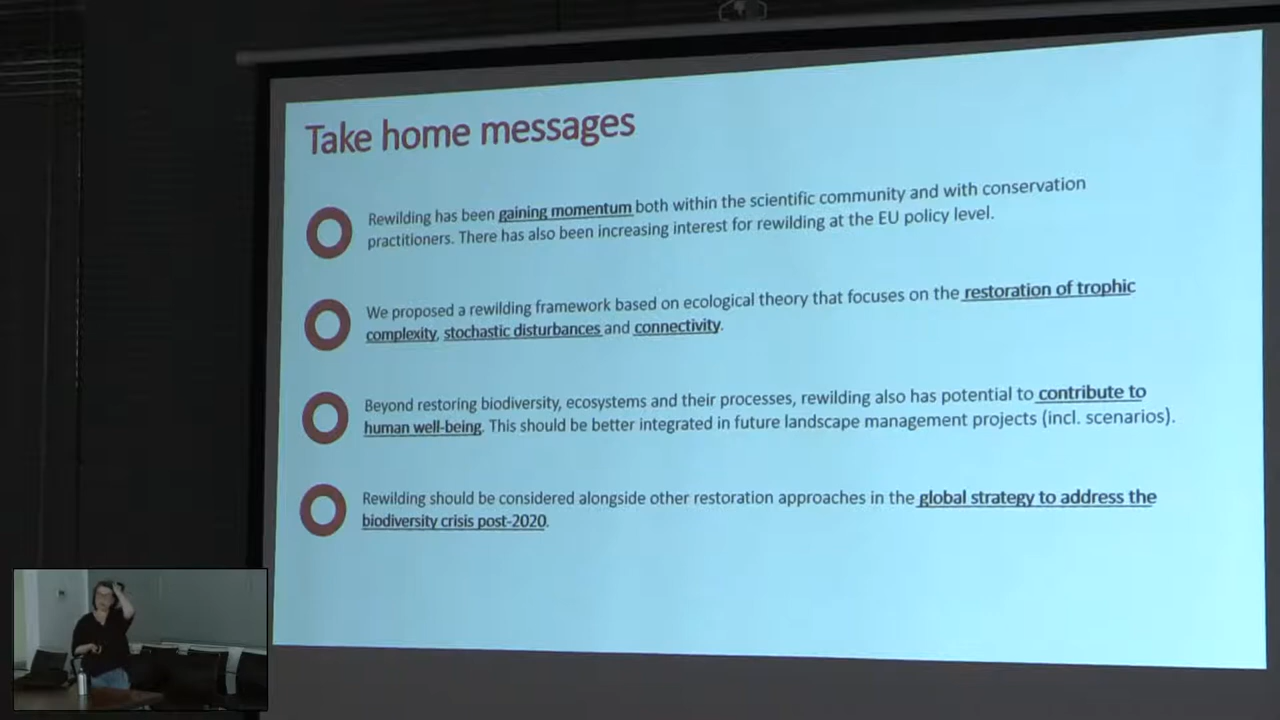 Take home messages
Rewilding has been gaining momentum both within the scientific community and with conservation
practitioners. There has also been increasing interest for rewilding at the EU policy level.
We proposed a rewilding framework based on ecological theory that focuses on the restoration of trophic
complexity, stochastic disturbances and connectivity.
Beyond restoring biodiversity, ecosystems and their processes, rewilding also has potential to contribute to
human well-being. This should be better integrated in future landscape management projects (incl. scenarios).
Rewilding should be considered alongside other restoration approaches in the global strategy to address the
biodiversity crisis post-2020.